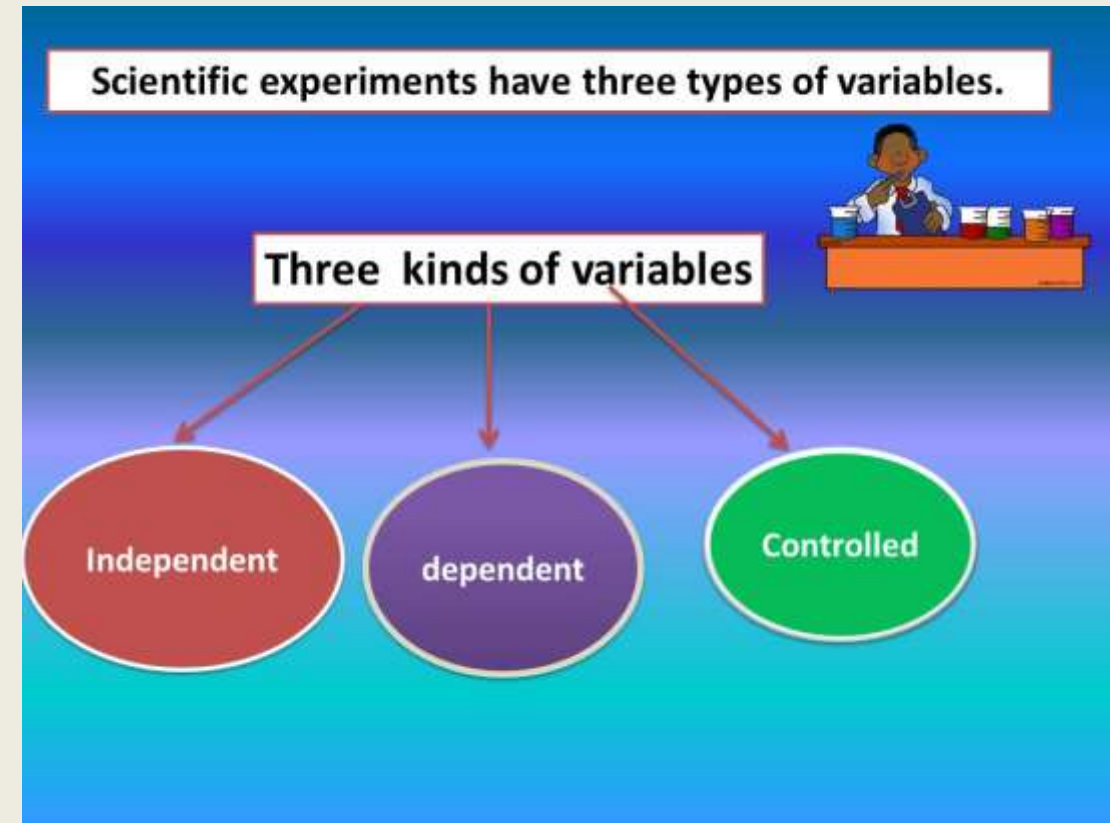 Scientific experiments have three types of variables.
Three kinds of variables
Independent
dependent
Controlled